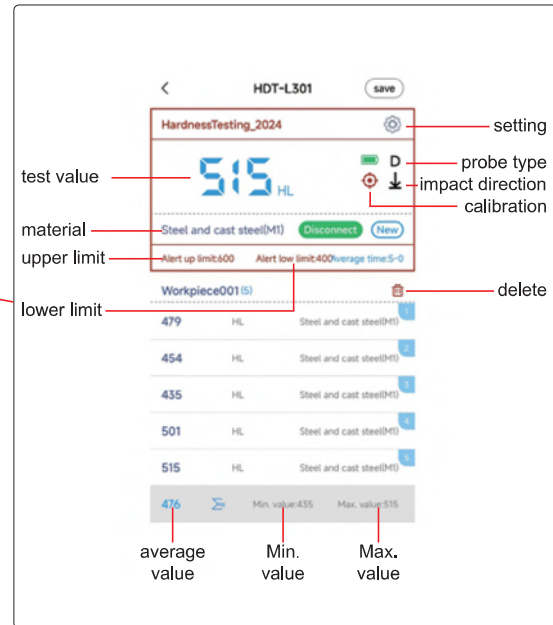 HDT-L301
save
HardnessTesting_2024
setting
515 HL
D
probe type
test value
impact direction
calibration
material
Steel and cast steel(M1)
Disconnect
New
upper limit
Alert up limit:600
Alert low limit:400
Average time:5-0
Workpiece001(5)
delete
lower limit
479 HL Steel and cast steel(M1) 1
454 HL Steel and cast steel(M1) 2
435 HL Steel and cast steel(M1) 3
501 HL Steel and cast steel(M1) 4
515 HL Steel and cast steel(M1) 5
476 Σ Min. value:435 Max. value:515
average
value
Min.
value
Max.
value